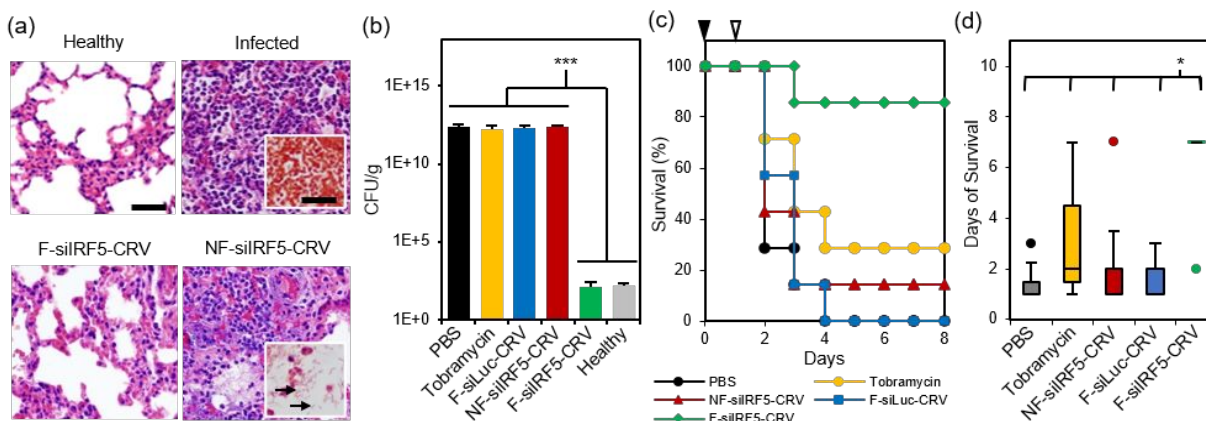 (a)
Healthy
Infected
F-siIRF5-CRV
NF-siIRF5-CRV
(b)
CFU/g
1E+15
1E+10
1E+5
1E+0
***
PBS
Tobramycin
F-siLuc-CRV
NF-siIRF5-CRV
F-siIRF5-CRV
Healthy
(c)
Survival (%)
100
80
60
40
20
0
0 2 4 6 8
Days
PBS
Tobramycin
NF-siIRF5-CRV
F-siLuc-CRV
F-siIRF5-CRV
(d)
Days of Survival
10
8
6
4
2
0
*
PBS
Tobramycin
NF-siIRF5-CRV
F-siLuc-CRV
F-siIRF5-CRV